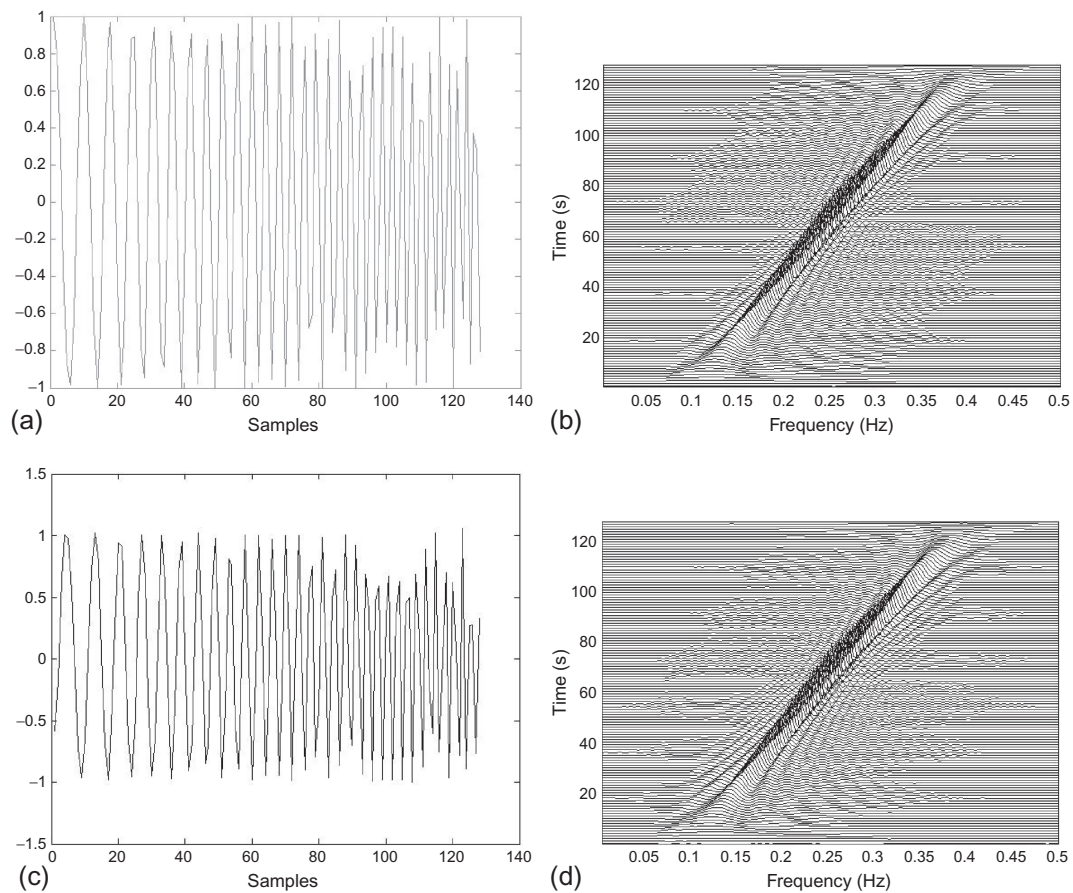 1
0.8
0.6
0.4
0.2
0
–0.2
–0.4
–0.6
–0.8
–1
0 20 40 60 80 100 120 140
Samples
(a)
120
100
80
60
40
20
Time (s)
0.05 0.1 0.15 0.2 0.25 0.3 0.35 0.4 0.45 0.5
Frequency (Hz)
(b)
1.5
1
0.5
0
–0.5
–1
–1.5
0 20 40 60 80 100 120 140
Samples
(c)
120
100
80
60
40
20
Time (s)
0.05 0.1 0.15 0.2 0.25 0.3 0.35 0.4 0.45 0.5
Frequency (Hz)
(d)